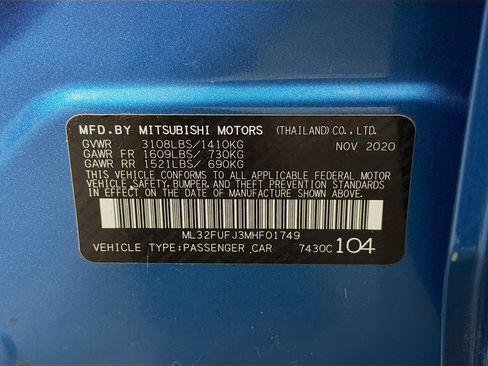 MFD.BY MITSUBISHI MOTORS (THAILAND) CO., LTD.
GVWR 3108LBS/1410KG NOV 2020
GAWR FR 1609LBS/ 730KG
GAWR RR 1521LBS/ 690KG
THIS VEHICLE CONFORMS TO ALL APPLICABLE FEDERAL MOTOR
VEHICLE SAFETY, BUMPER, AND THEFT PREVENTION STANDARDS
IN EFFECT ON THE DATE OF MANUFACTURE SHOWN ABOVE.
ML32FUFJ3MHF01749
VEHICLE TYPE:PASSENGER CAR 7430C 104